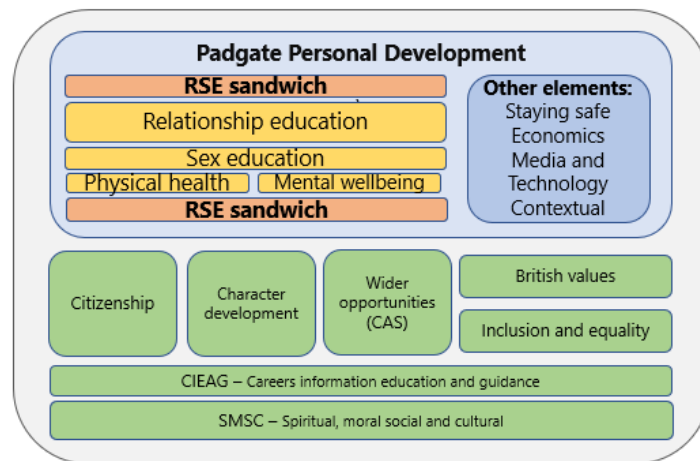 Padgate Personal Development
RSE sandwich
Relationship education
Sex education
Physical health
Mental wellbeing
RSE sandwich
Other elements:
Staying safe
Economics
Media and
Technology
Contextual
Citizenship
Character
development
Wider
opportunities
(CAS)
British values
Inclusion and equality
CIEAG – Careers information education and guidance
SMSC – Spiritual, moral social and cultural